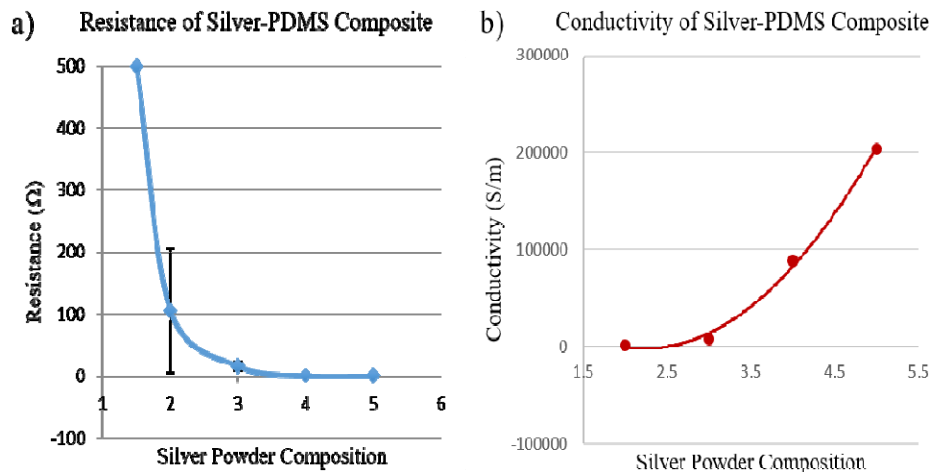 a) Resistance of Silver-PDMS Composite
500
400
300
200
100
0
-100
1 2 3 4 5 6
Resistance (Ω)
Silver Powder Composition
b) Conductivity of Silver-PDMS Composite
300000
200000
100000
0
-100000
1.5 2.5 3.5 4.5 5.5
Conductivity (S/m)
Silver Powder Composition